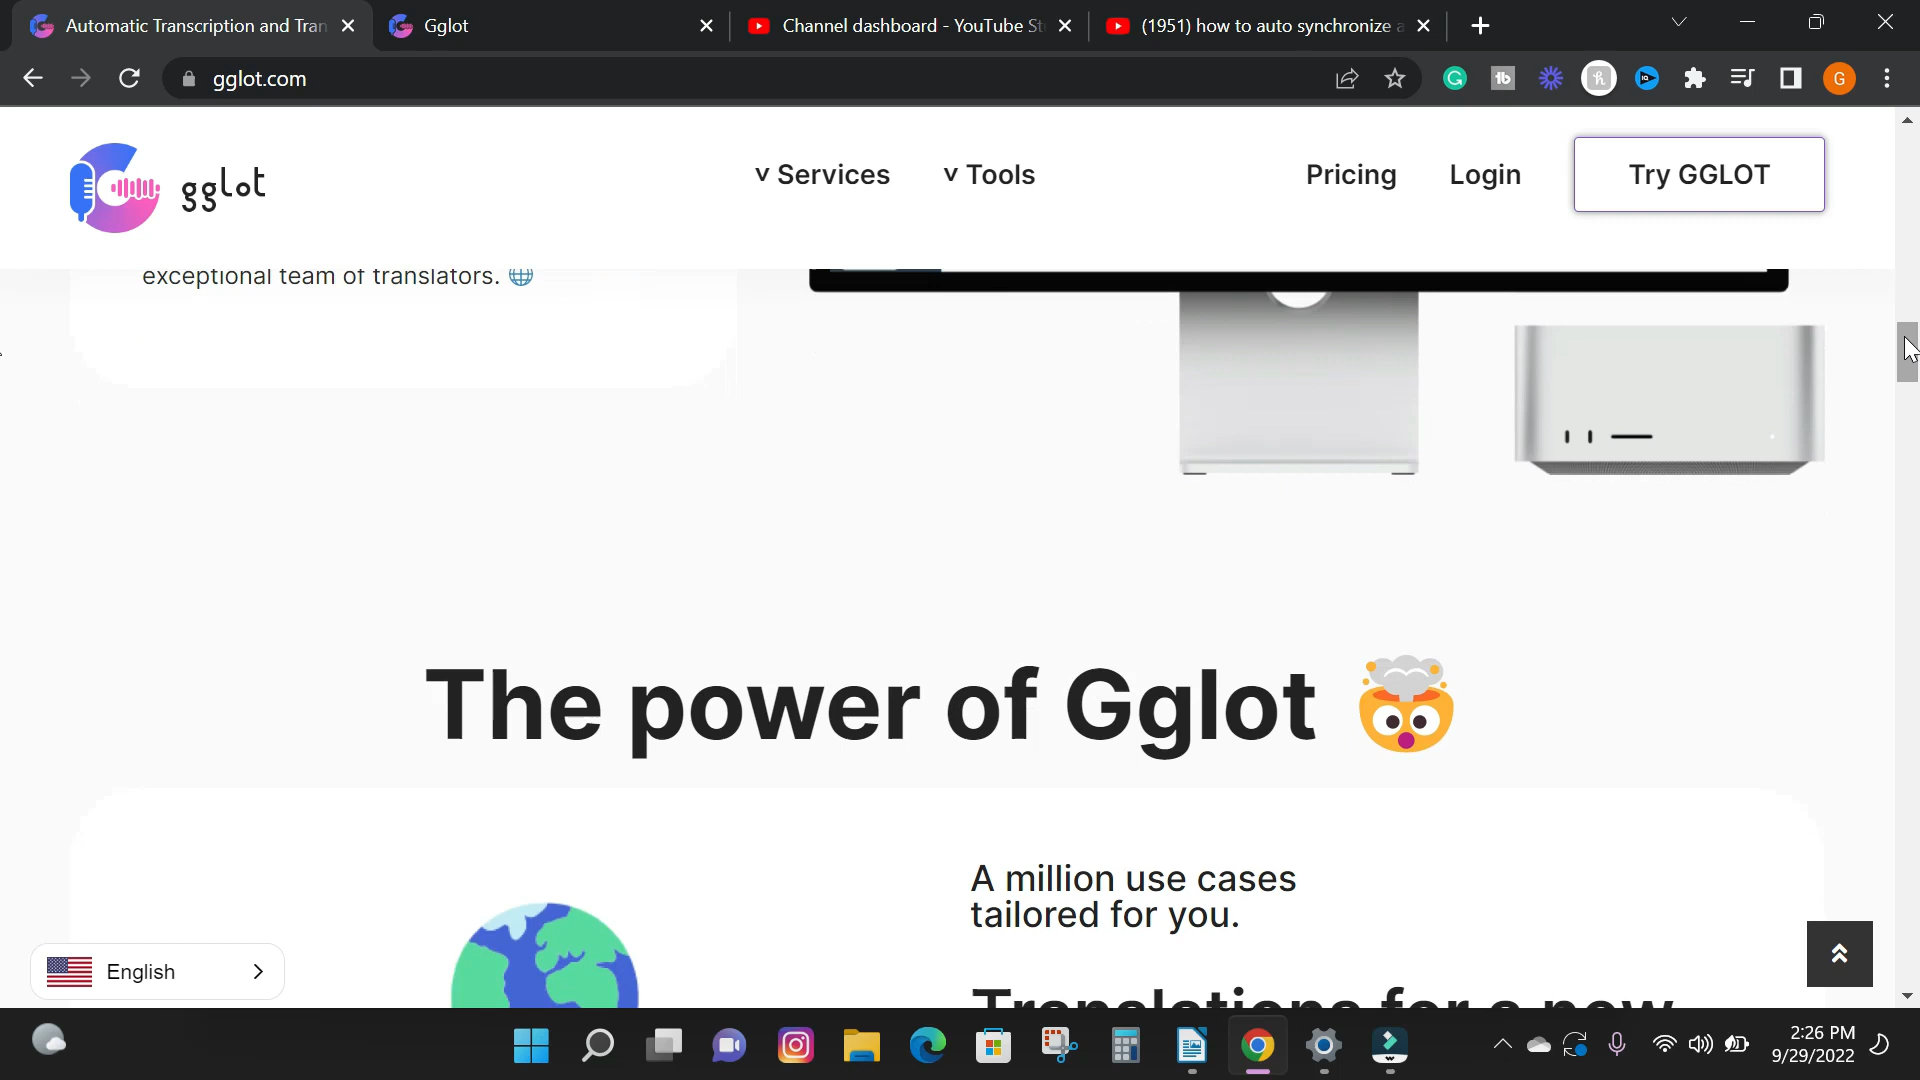 Automatic Transcription and Tran
Gglot
Channel dashboard - YouTube St
(1951) how to auto synchronize a
gglot.com
gglot
v Services
v Tools
Pricing
Login
Try GGLOT
exceptional team of translators.
The power of Gglot
A million use cases
tailored for you.
Translations for a new
English
2:26 PM
9/29/2022